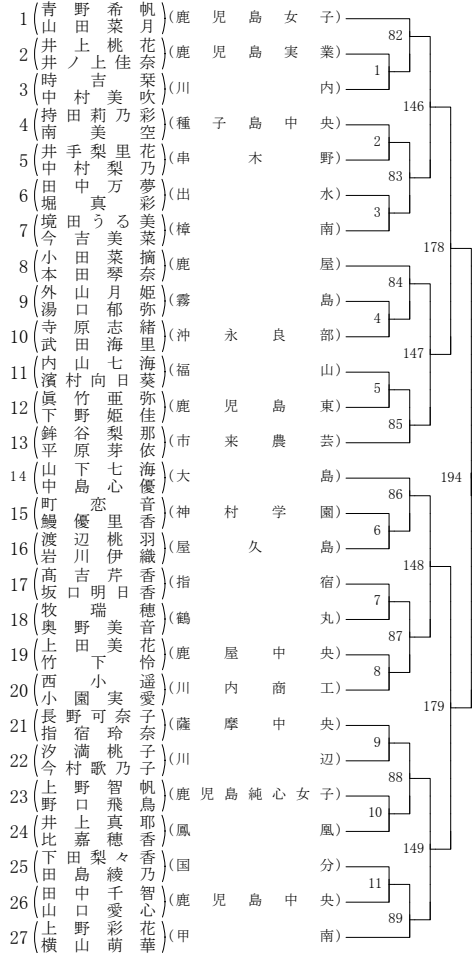 1 (青野希帆 山田菜月) (鹿児島女子)
2 (井上桃花 井ノ上佳奈) (鹿児島実業)
3 (時吉栞 中村美吹) (川内)
4 (持田莉乃彩 南美空) (種子島中央)
5 (井手梨里花 中村梨乃) (串木野)
6 (田中万夢 堀真彩) (出水)
7 (境田うる美 今吉美菜) (樟南)
8 (小田菜摘 本田琴奈) (鹿屋)
9 (外山月姫 湯口郁弥) (霧島)
10 (寺原志緒 武田海里) (沖永良部)
11 (内山七海 濱村向日葵) (福山)
12 (眞竹亜弥 下野姫佳) (鹿児島東)
13 (鉾谷梨那 平原芽依) (市来農芸)
14 (山下七海 中島心優) (大島)
15 (町恋音 鰻優里香) (神村学園)
16 (渡辺桃羽 岩川伊織) (屋久島)
17 (髙吉芹香 坂口明日香) (指宿)
18 (牧瑞穂 奥野美音) (鶴丸)
19 (上田美花 竹下怜) (鹿屋中央)
20 (西小遥 小園実愛) (川内商工)
21 (長野可奈子 指宿玲奈) (薩摩中央)
22 (汐満桃子 今村歌乃子) (川辺)
23 (上野智帆 野口飛鳥) (鹿児島純心女子)
24 (井上真耶 比嘉穂香) (鳳凰)
25 (下田梨々香 田島綾乃) (国分)
26 (田中千智 山口愛心) (鹿児島中央)
27 (上野彩花 横山萌華) (甲南)
82
1
146
2
83
3
178
84
4
147
5
85
194
86
6
148
7
87
8
179
9
88
10
149
11
89